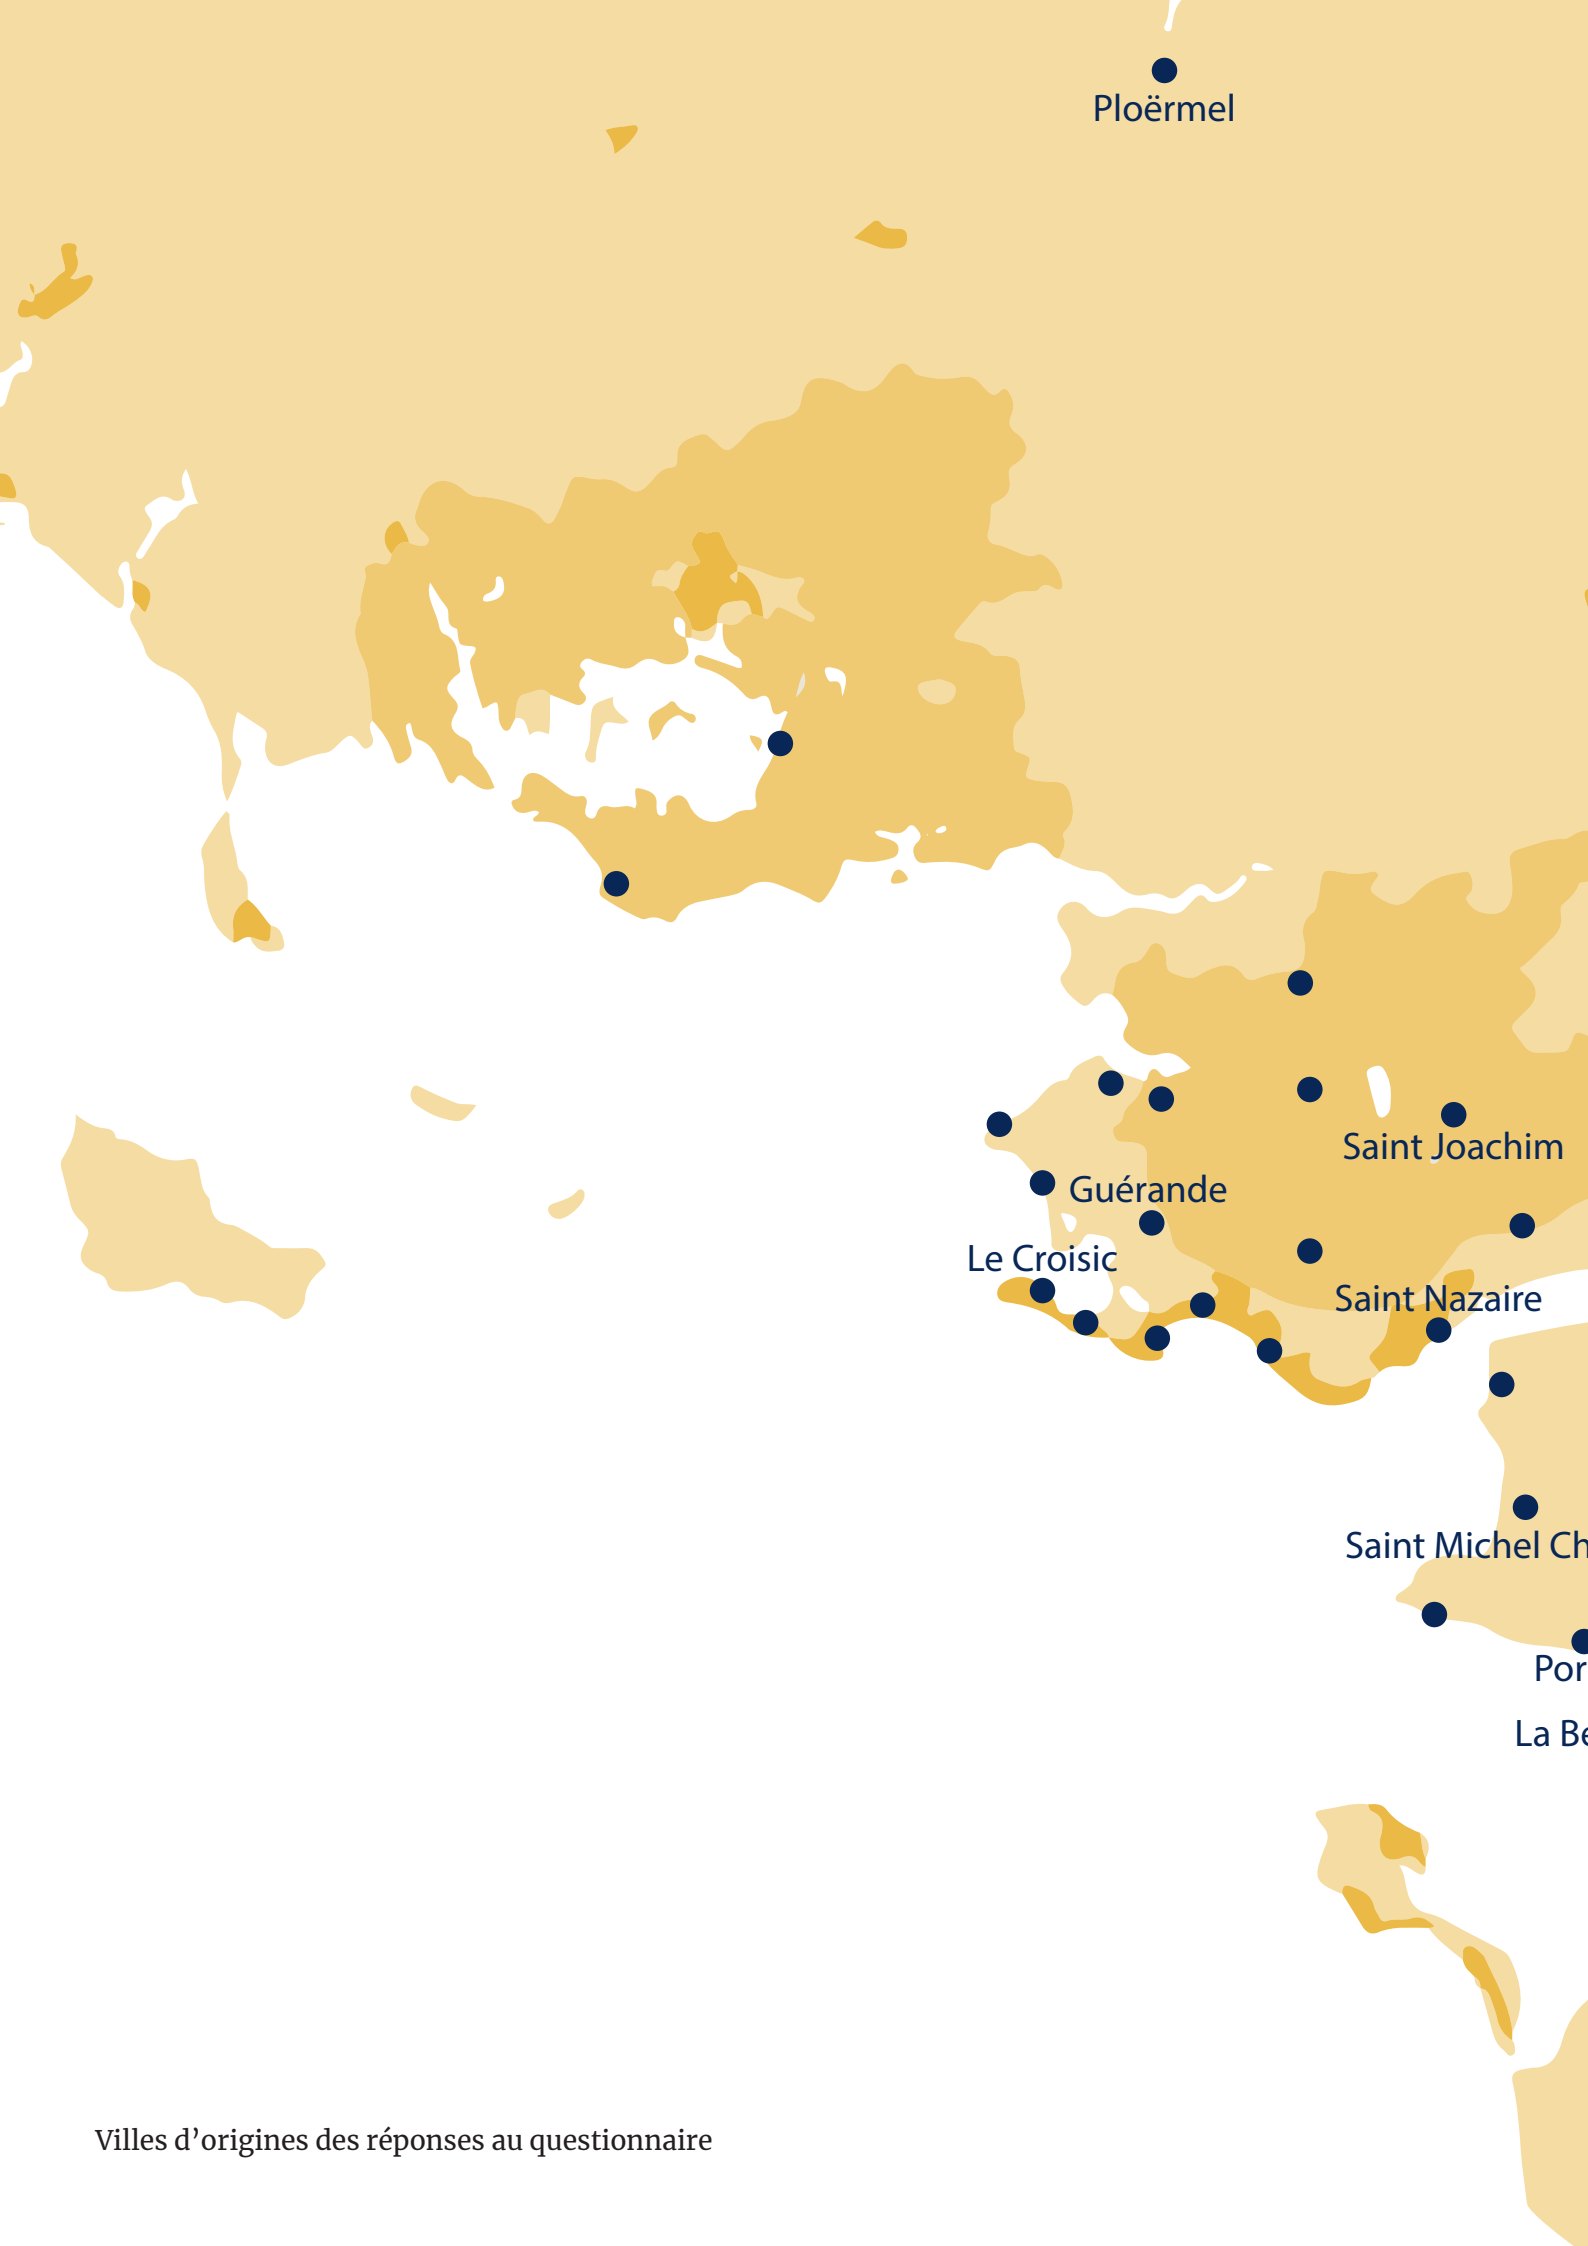 Ploërmel
Saint Joachim
Guérande
Le Croisic
Saint Nazaire
Saint Michel Ch
Por
La Be
Villes d’origines des réponses au questionnaire